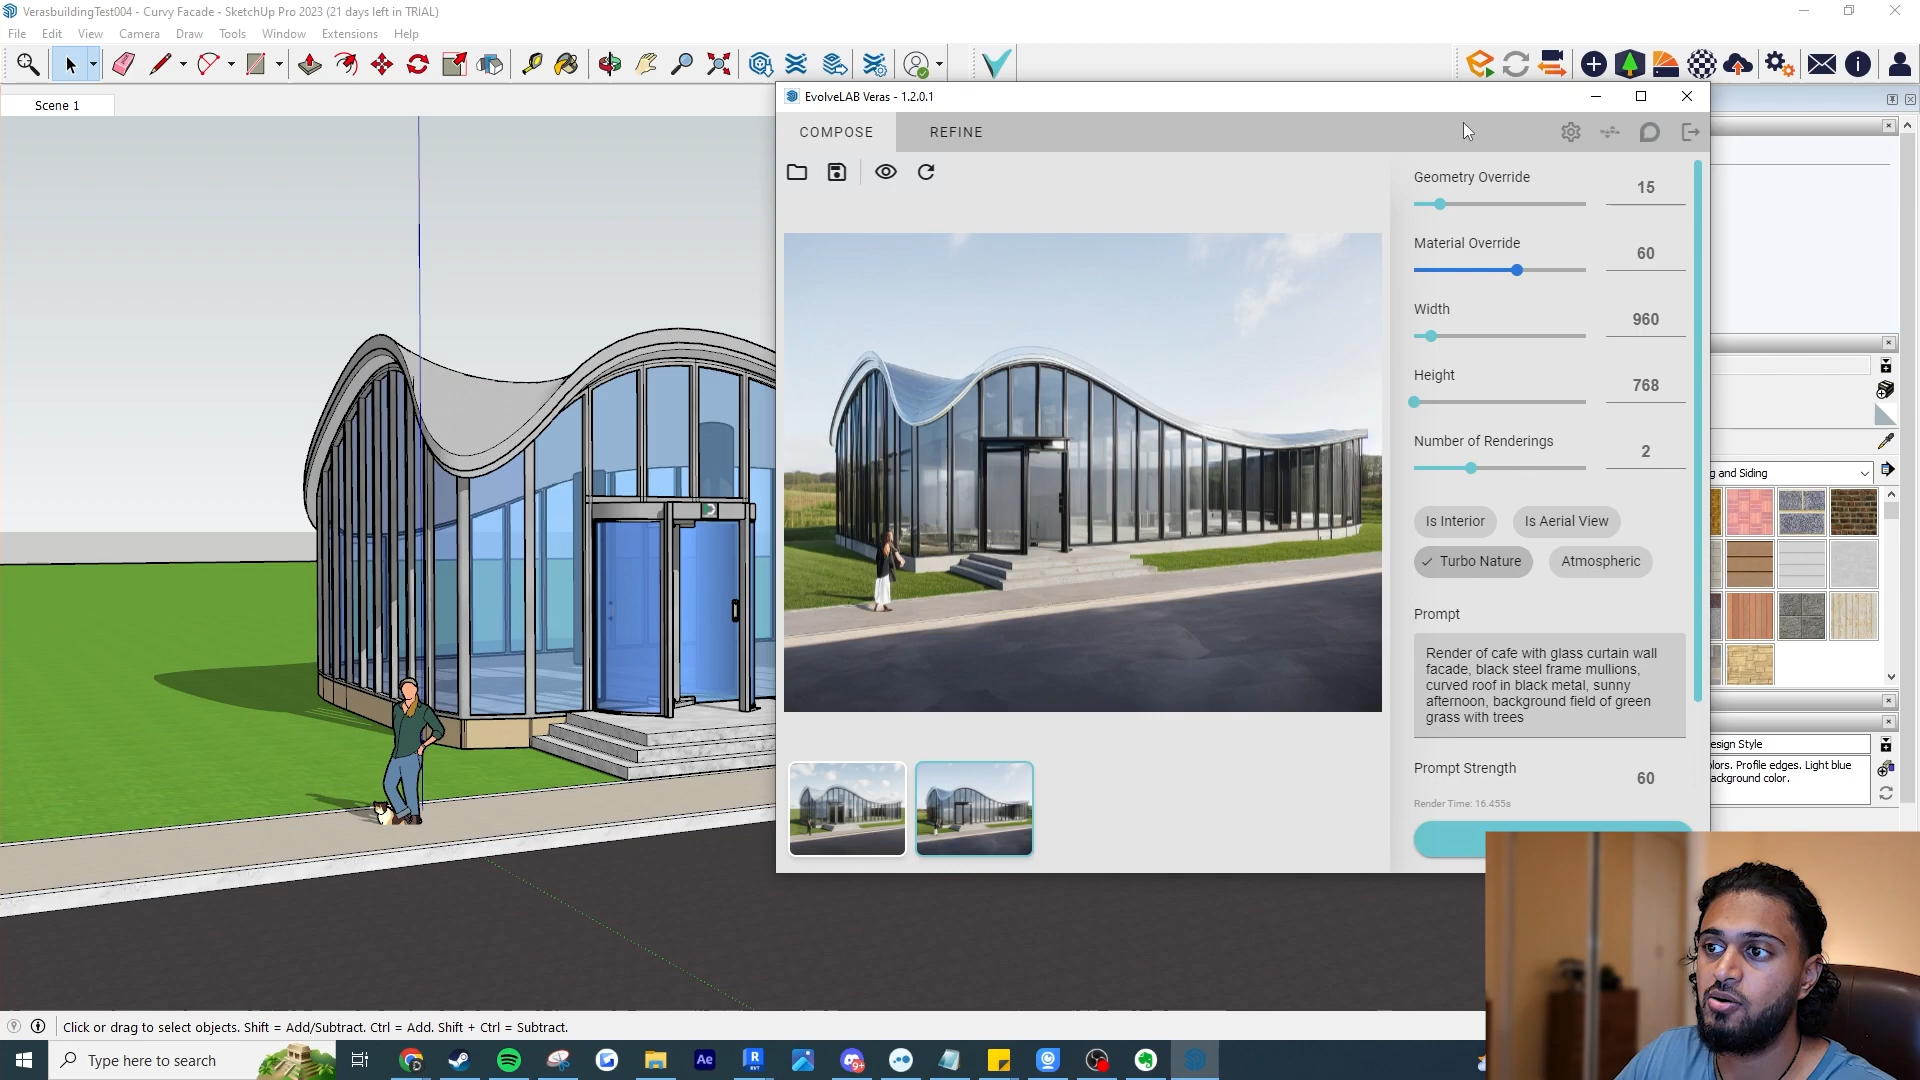 VerasbuildingTest004 - Curvy Facade - SketchUp Pro 2023 (21 days left in TRIAL)
File Edit View Camera Draw Tools Window Extensions Help
Scene 1
EvolveLAB Veras - 1.2.0.1
COMPOSE REFINE
Geometry Override
15
Material Override
60
Width
960
Height
768
Number of Renderings
2
Is Interior Is Aerial View
Turbo Nature Atmospheric
Prompt
Render of cafe with glass curtain wall
facade, black steel frame mullions,
curved roof in black metal, sunny
afternoon, background field of green
grass with trees
Prompt Strength
60
Render Time: 16.455s
g and Siding
esign Style
olors. Profile edges. Light blue
ackground color.
Click or drag to select objects. Shift = Add/Subtract. Ctrl = Add. Shift + Ctrl = Subtract.
Type here to search
Ae
R
RVT
9+